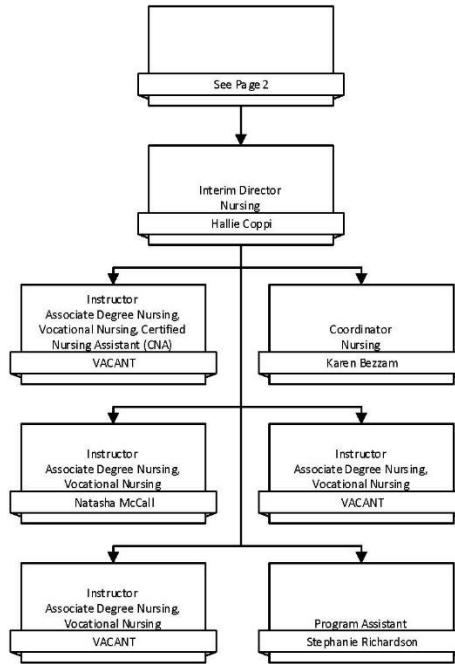 See Page 2
Interim Director
Nursing
Hallie Coppi
Instructor
Associate Degree Nursing,
Vocational Nursing, Certified
Nursing Assistant (CNA)
VACANT
Coordinator
Nursing
Karen Bezzam
Instructor
Associate Degree Nursing,
Vocational Nursing
Natasha McCall
Instructor
Associate Degree Nursing,
Vocational Nursing
VACANT
Instructor
Associate Degree Nursing,
Vocational Nursing
VACANT
Program Assistant
Stephanie Richardson